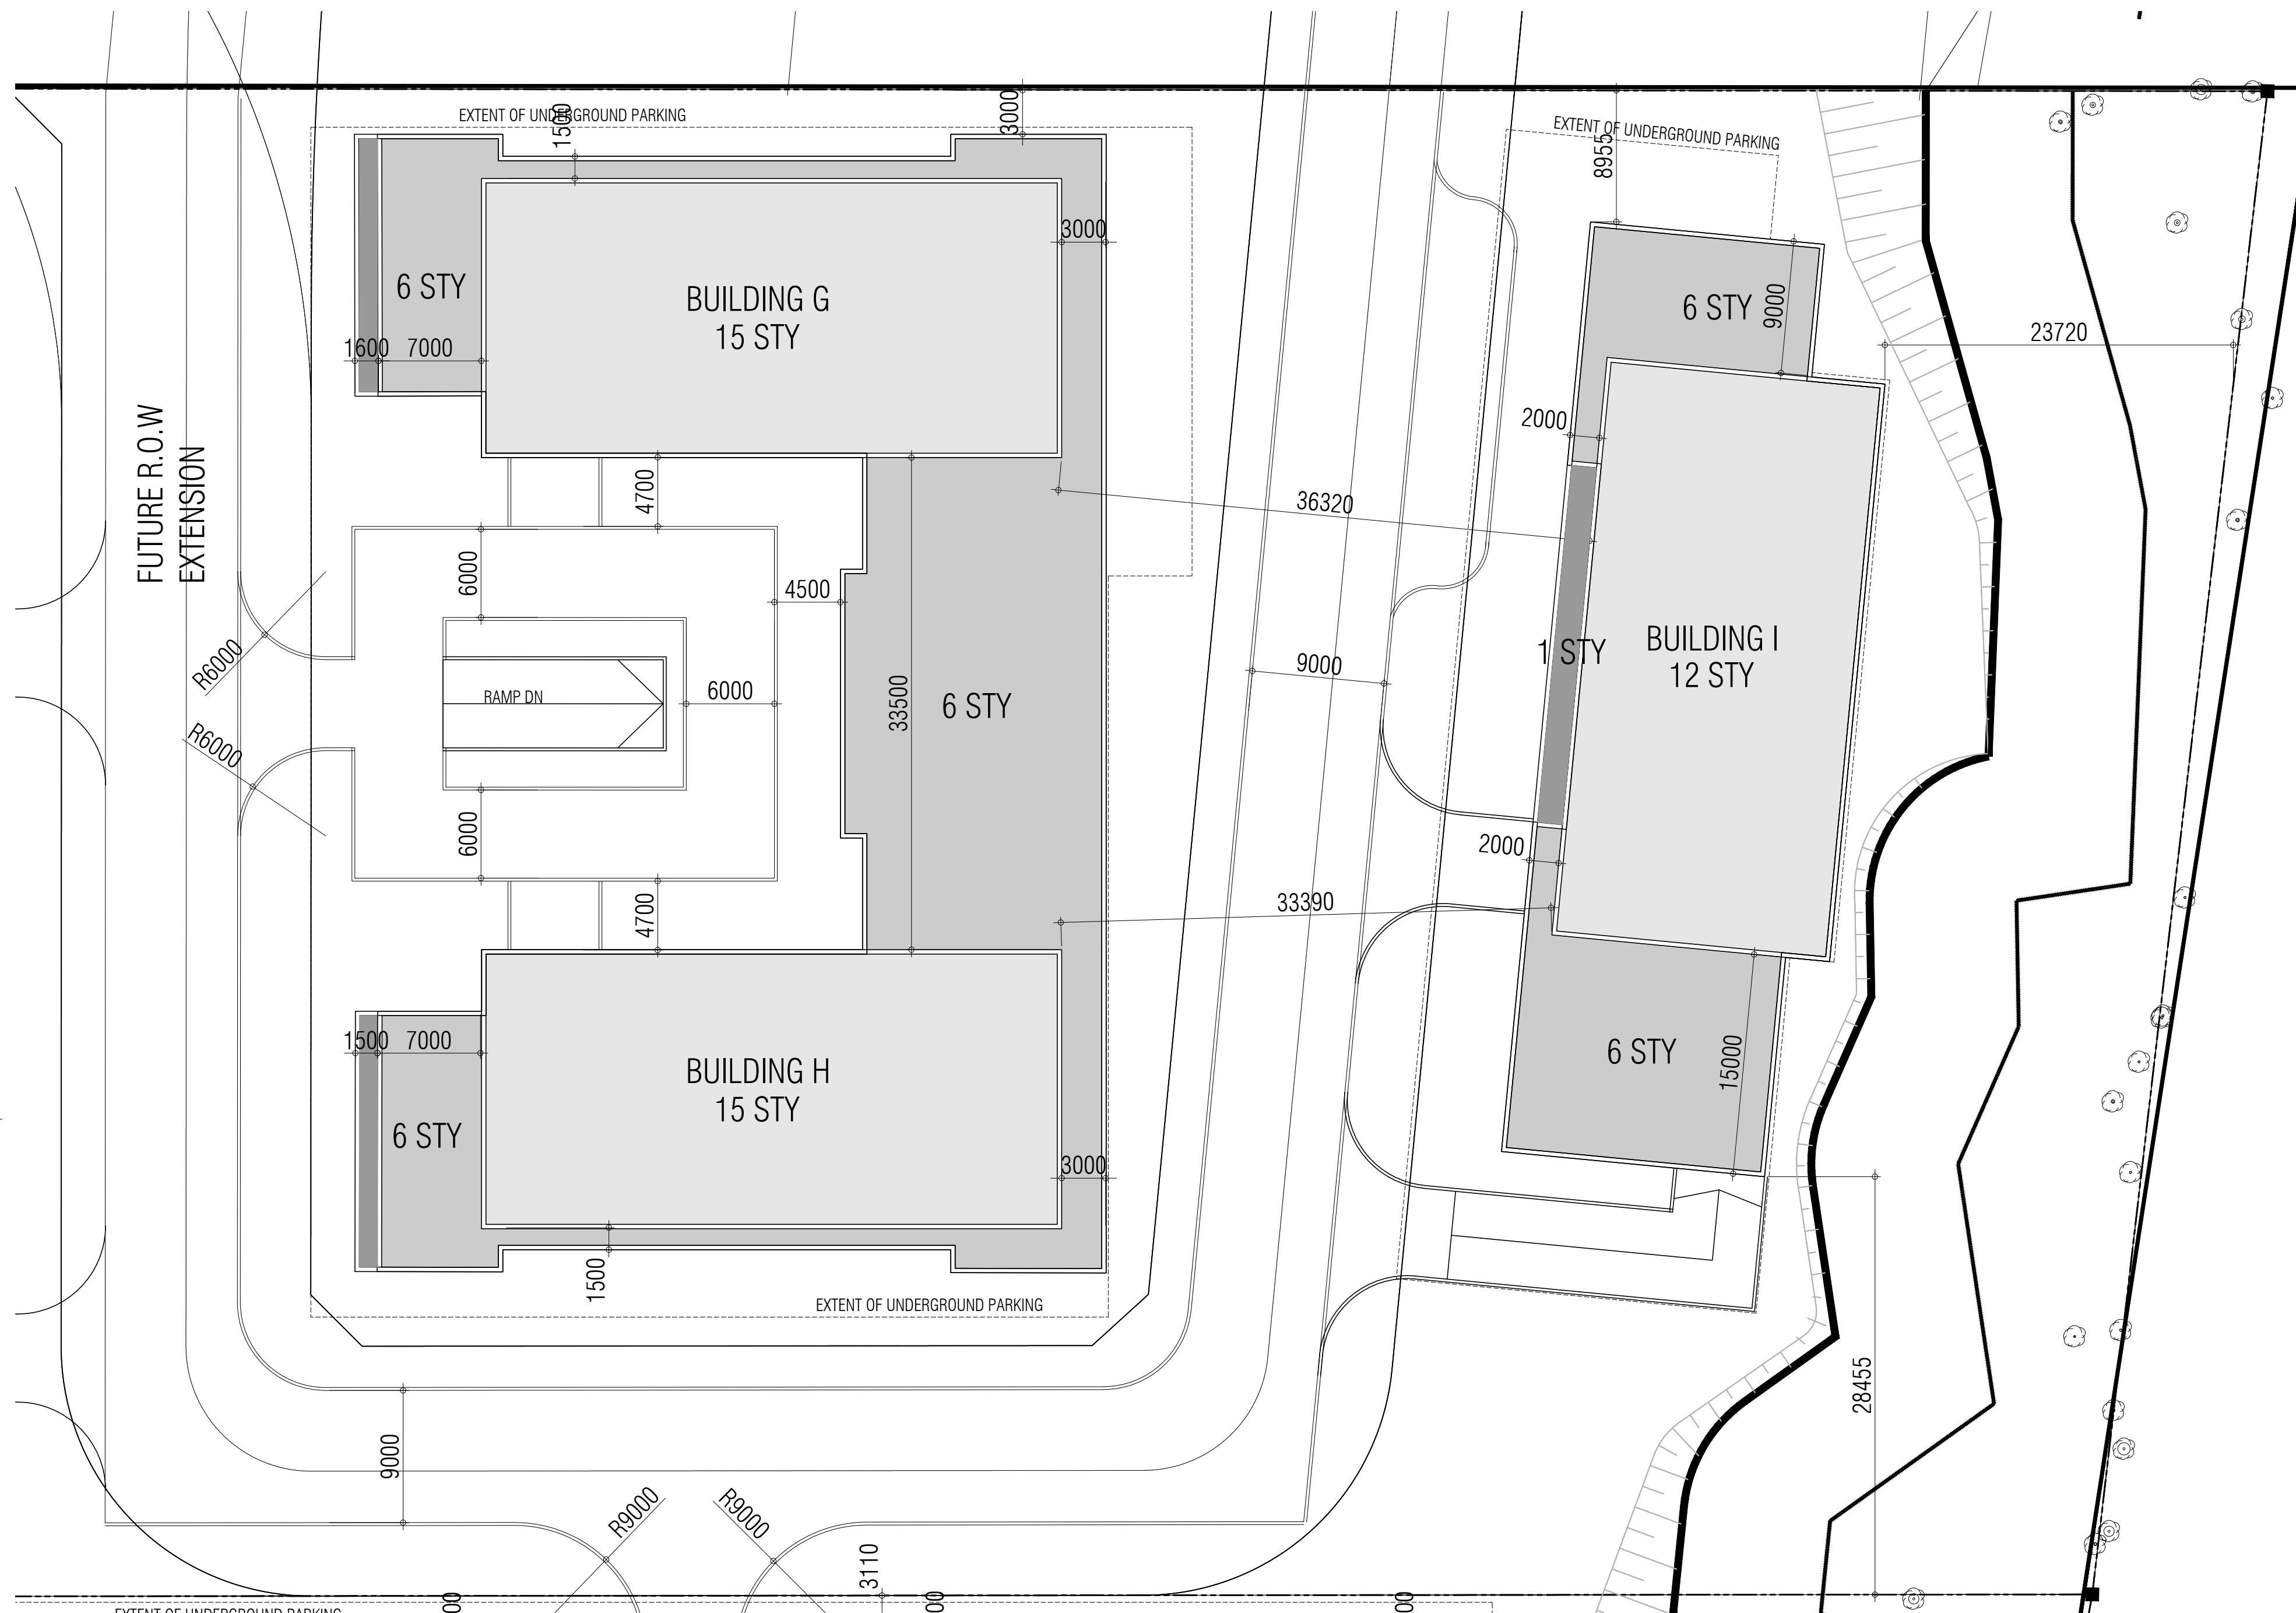 EXTENT OF UNDERGROUND PARKING
1500
3000
EXTENT OF UNDERGROUND PARKING
8955
3000
6 STY
BUILDING G
15 STY
1600
7000
6 STY
9000
23720
2000
FUTURE R.O.W
EXTENSION
4700
36320
6000
4500
R6000
33500
6 STY
RAMP DN
6000
9000
1 STY
BUILDING I
12 STY
R6000
6000
2000
4700
33390
1500
7000
BUILDING H
15 STY
6 STY
15000
6 STY
3000
1500
EXTENT OF UNDERGROUND PARKING
28455
9000
R9000
R9000
3110